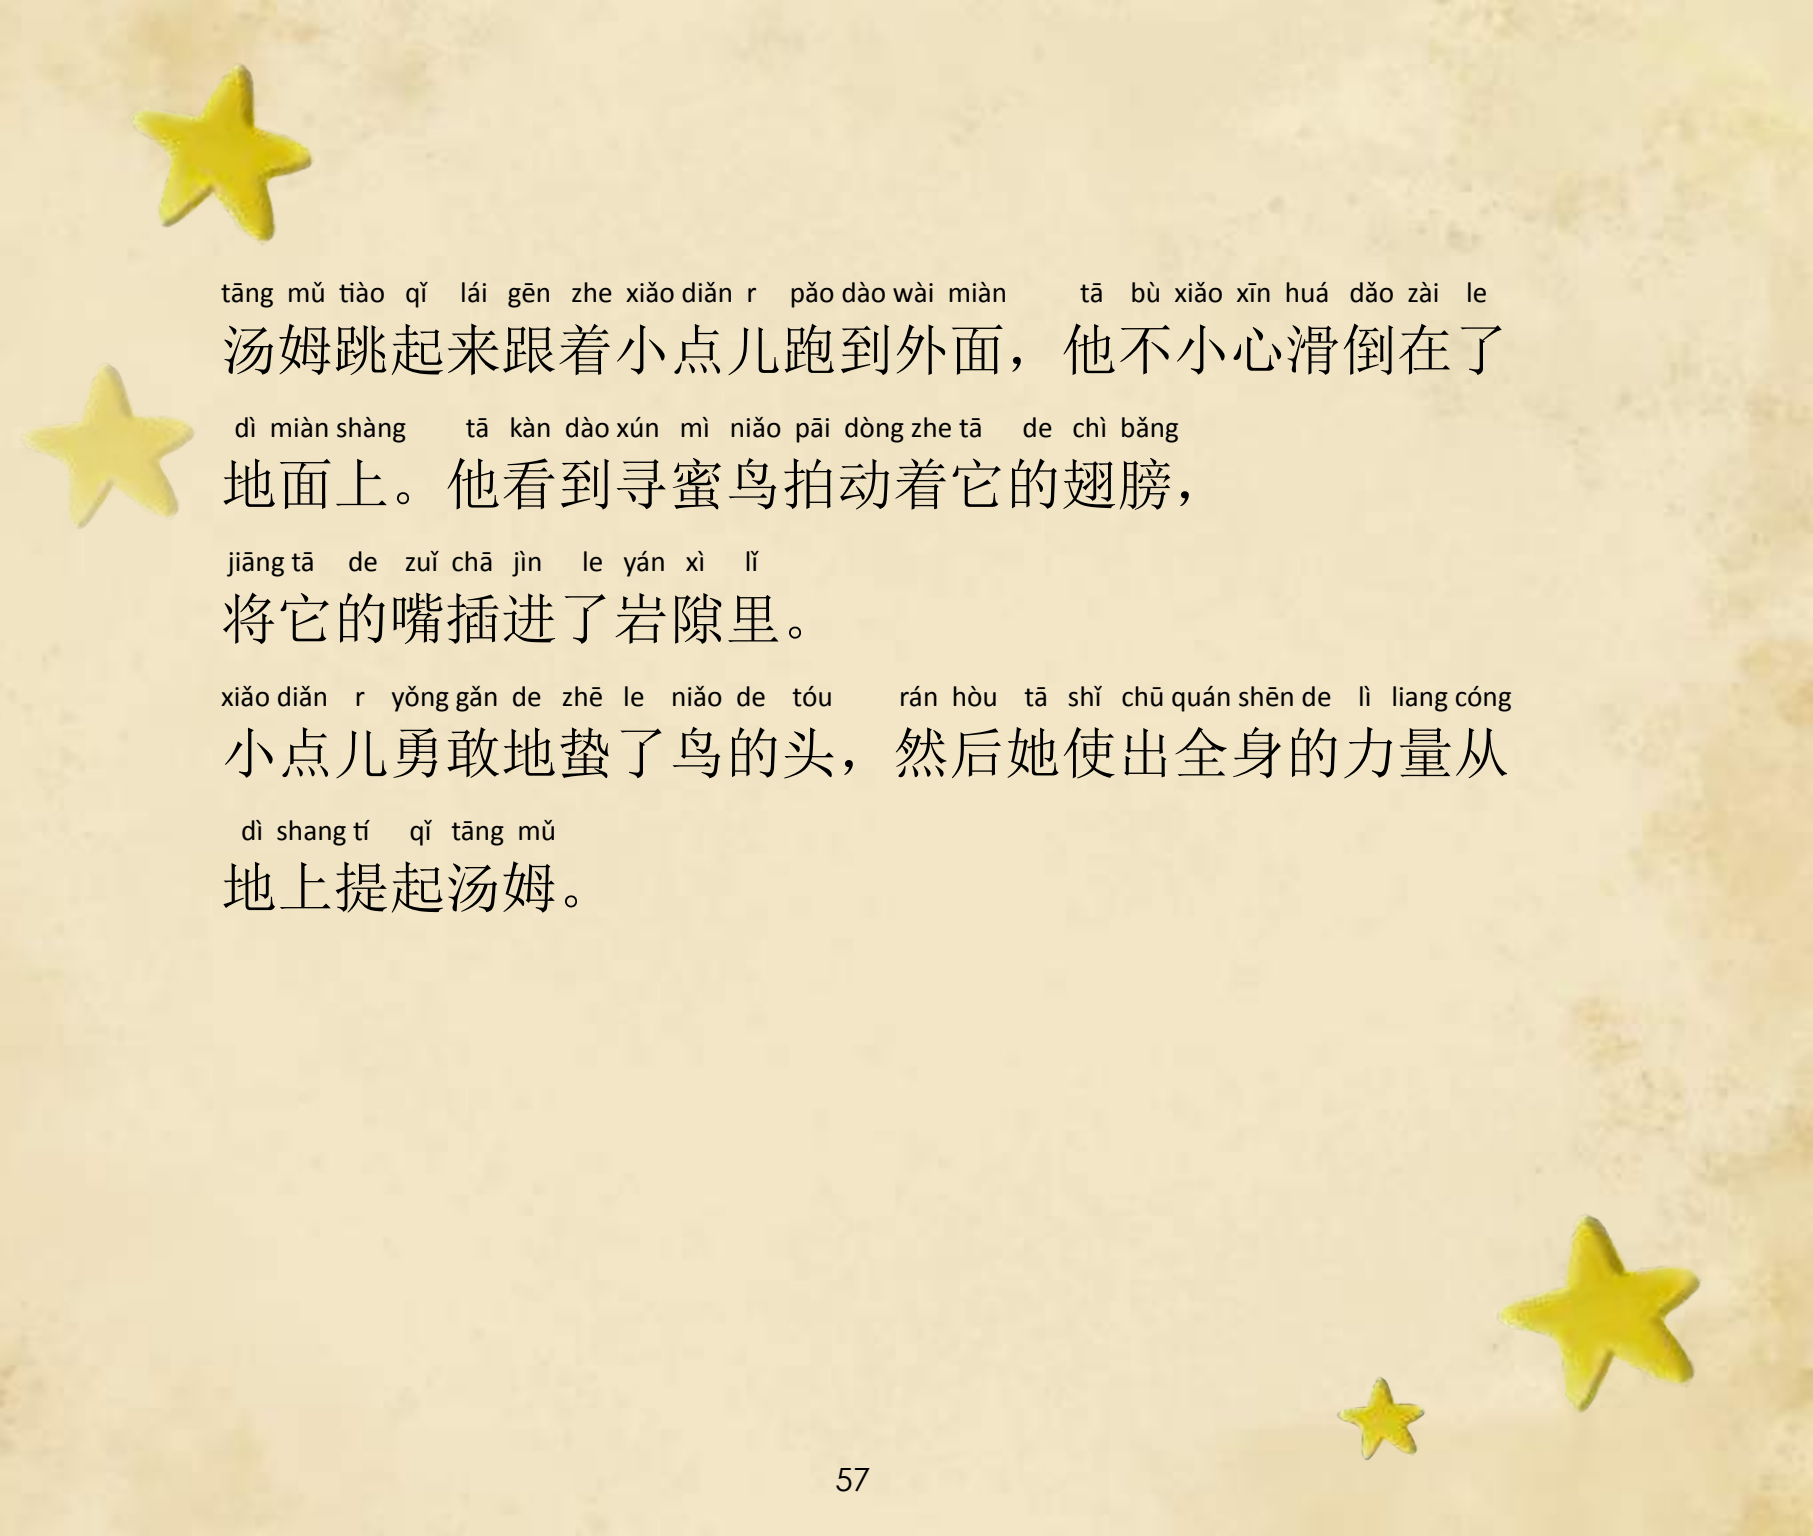 tāng mǔ tiào qǐ lái gēn zhe xiǎo diǎn r pǎo dào wài miàn tā bù xiǎo xīn huá dǎo zài le
汤姆跳起来跟着小点儿跑到外面，他不小心滑倒在了
dì miàn shàng tā kàn dào xún mì niǎo pāi dòng zhe tā de chì bǎng
地面上。他看到寻蜜鸟拍动着它的翅膀，
jiāng tā de zuǐ chā jìn le yán xì lǐ
将它的嘴插进了岩隙里。
xiǎo diǎn r yǒng gǎn de zhē le niǎo de tóu rán hòu tā shǐ chū quán shēn de lì liang cóng
小点儿勇敢地蛰了鸟的头，然后她使出全身的力量从
dì shang tí qǐ tāng mǔ
地上提起汤姆。
57